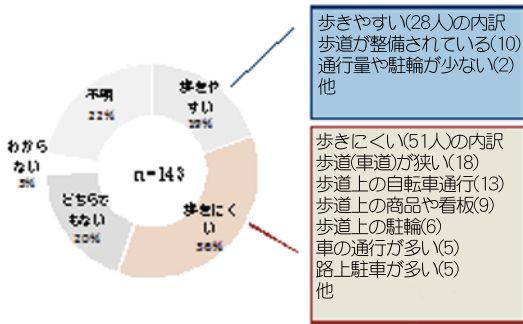 歩きやすい(28人)の内訳
歩道が整備されている(10)
通行量や駐輪が少ない(2)
他
歩きや
すい
不明
22%
わから
ない
3%
n=143
どちらで
もない
20%
歩きにく
い
36%
歩きにくい(51人)の内訳
歩道(車道)が狭い(18)
歩道上の自転車通行(13)
歩道上の商品や看板(9)
歩道上の駐輪(6)
車の通行が多い(5)
路上駐車が多い(5)
他